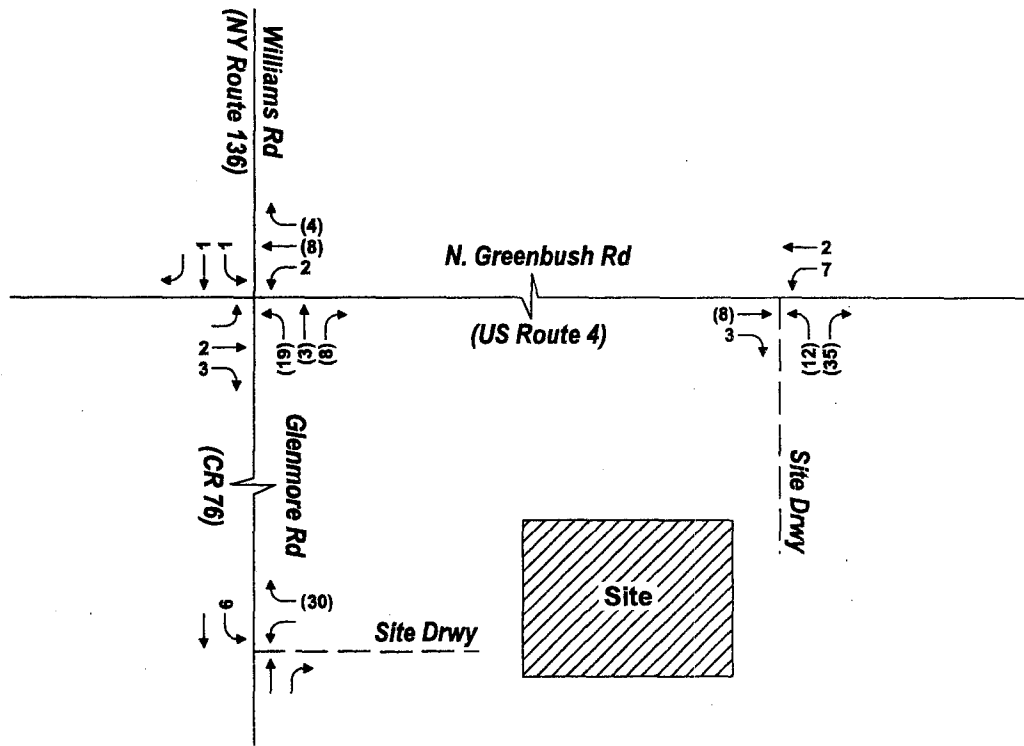 Williams Rd
(NY Route 136)
1
1
(4)
(8)
2
N. Greenbush Rd
(US Route 4)
2
7
2
3
(19)
(3)
(8)
(8)
3
(12)
(35)
Glenmore Rd
(CR 76)
Site Drwy
Site
6
(30)
Site Drwy